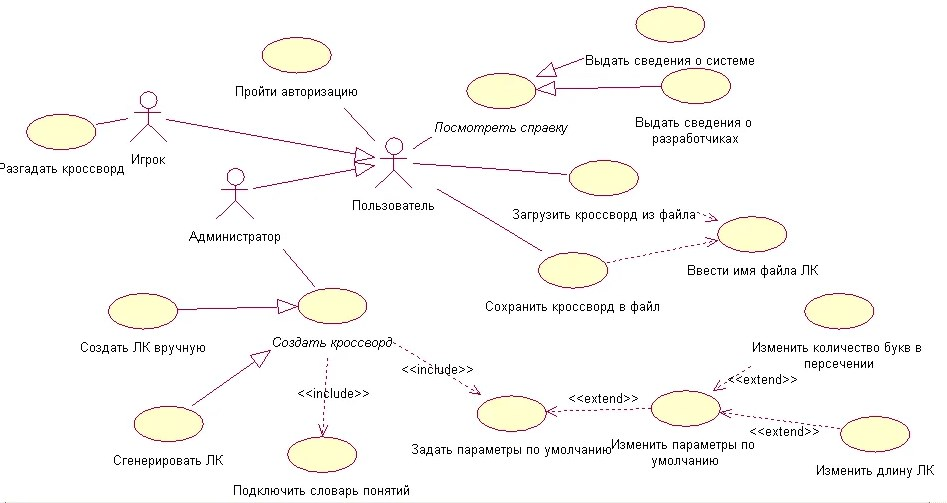 Выдать сведения о системе
Пройти авторизацию
Посмотреть справку
Выдать сведения о
разработчиках
Игрок
Разгадать кроссворд
Пользователь
Загрузить кроссворд из файла
Администратор
Ввести имя файла ЛК
Сохранить кроссворд в файл
Создать ЛК вручную
Создать кроссворд
Изменить количество букв в
персечении
<<include>>
<<extend>>
<<include>>
<<extend>>
<<extend>>
Сгенерировать ЛК
Задать параметры по умолчанию
Изменить параметры по
умолчанию
Изменить длину ЛК
Подключить словарь понятий